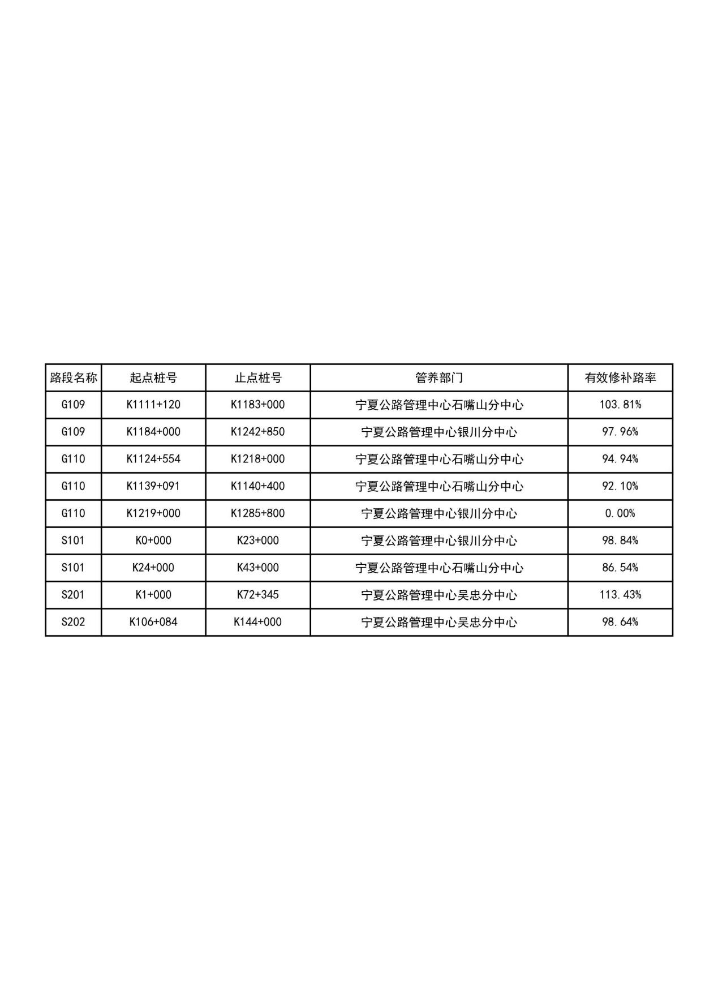 路段名称 起点桩号 止点桩号 管养部门 有效修补路率
G109 K1111+120 K1183+000 宁夏公路管理中心石嘴山分中心 103.81%
G109 K1184+000 K1242+850 宁夏公路管理中心银川分中心 97.96%
G110 K1124+554 K1218+000 宁夏公路管理中心石嘴山分中心 94.94%
G110 K1139+091 K1140+400 宁夏公路管理中心石嘴山分中心 92.10%
G110 K1219+000 K1285+800 宁夏公路管理中心银川分中心 0.00%
S101 K0+000 K23+000 宁夏公路管理中心银川分中心 98.84%
S101 K24+000 K43+000 宁夏公路管理中心石嘴山分中心 86.54%
S201 K1+000 K72+345 宁夏公路管理中心吴忠分中心 113.43%
S202 K106+084 K144+000 宁夏公路管理中心吴忠分中心 98.64%